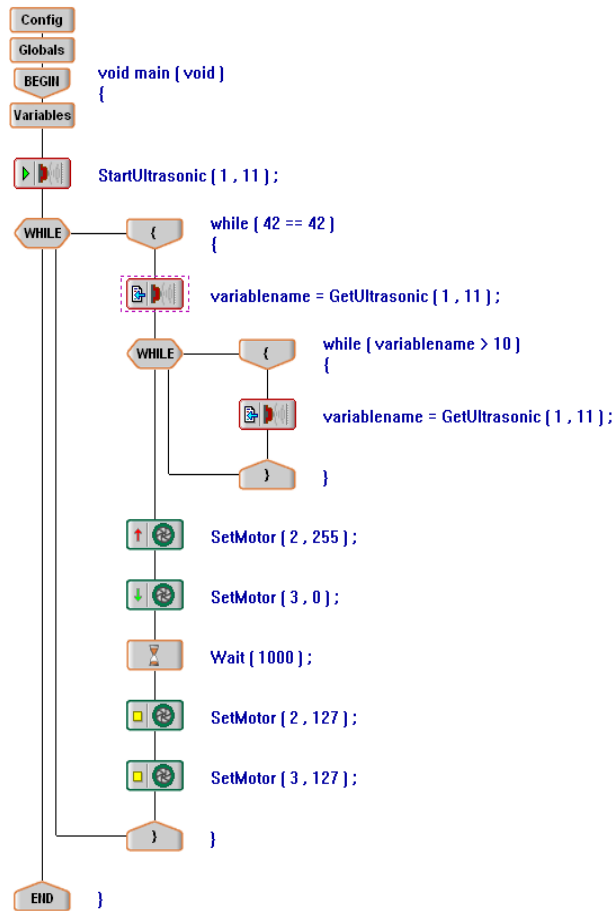 Config
Globals
BEGIN
void main ( void )
{
Variables
StartUltrasonic ( 1 , 11 ) ;
WHILE
{
while ( 42 == 42 )
{
variablename = GetUltrasonic ( 1 , 11 ) ;
WHILE
{
while ( variablename > 10 )
{
variablename = GetUltrasonic ( 1 , 11 ) ;
}
}
SetMotor ( 2 , 255 ) ;
SetMotor ( 3 , 0 ) ;
Wait ( 1000 ) ;
SetMotor ( 2 , 127 ) ;
SetMotor ( 3 , 127 ) ;
}
}
END
}